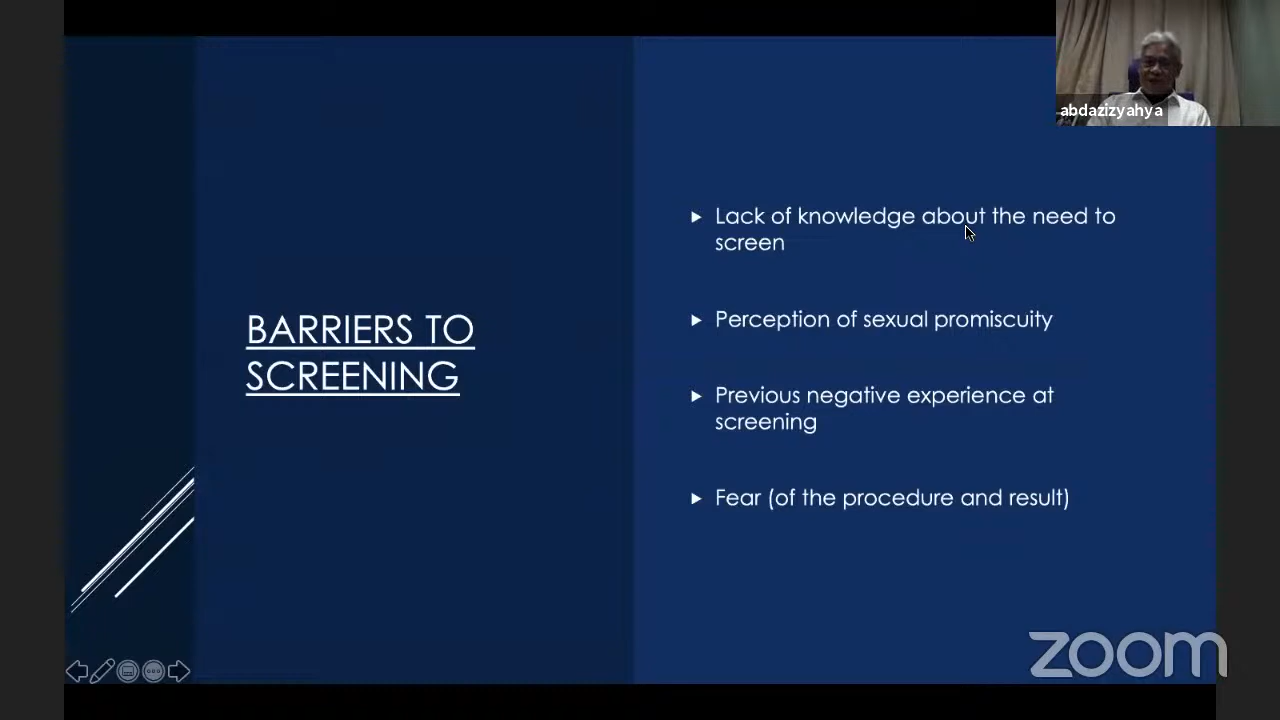 abdazizyahya
BARRIERS TO
SCREENING
Lack of knowledge about the need to
screen
Perception of sexual promiscuity
Previous negative experience at
screening
Fear (of the procedure and result)
zoom